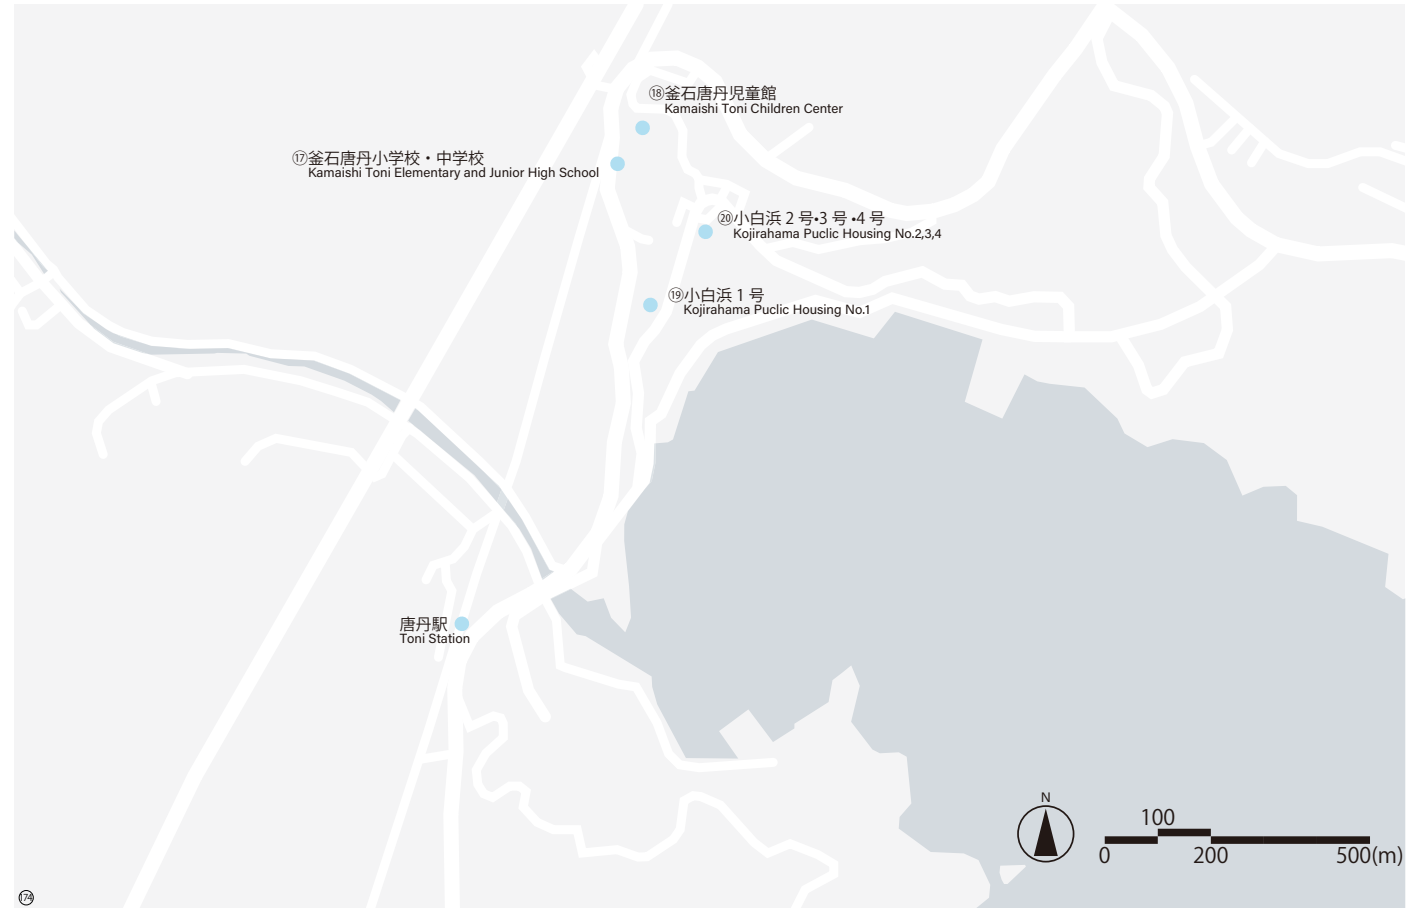 ⑱釜石唐丹児童館
Kamaishi Toni Children Center
⑰釜石唐丹小学校・中学校
Kamaishi Toni Elementary and Junior High School
⑳小白浜 2 号・3 号・4 号
Kojirahama Puclic Housing No.2,3,4
⑲小白浜 1 号
Kojirahama Puclic Housing No.1
唐丹駅
Toni Station
N
100
0 200 500(m)
174